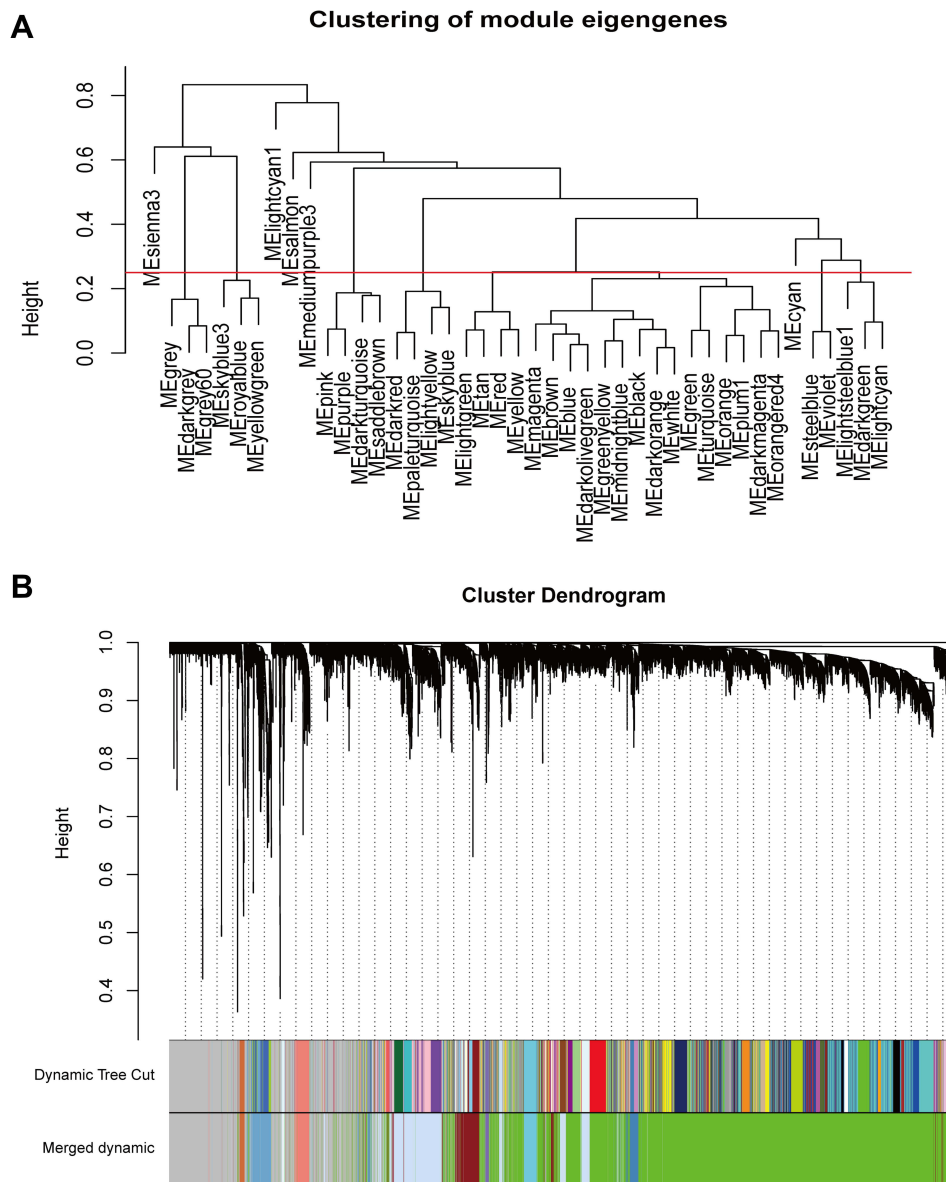 A
Clustering of module eigengenes
Height
0.8
0.6
0.4
0.2
0.0
MEsienna3
MEgrey
MEdarkgrey
MEgrey60
MEskyblue3
MEroyalblue
MEyellowgreen
MElightcyan1
MEsalmon
MEmediumpurple3
MEpink
MEpurple
MEdarkturquoise
MEsaddlebrown
MEdarkred
MEpaleturquoise
MElightyellow
MEskyblue
MElightgreen
MEtan
MEred
MEyellow
MEmagenta
MEbrown
MEblue
MEdarkolivegreen
MEgreenyellow
MEmidnightblue
MEblack
MEdarkorange
MEwhite
MEgreen
MEturquoise
MEorange
MEplum1
MEdarkmagenta
MEorangered4
MEcyan
MEsteelblue
MEviolet
MElightsteelblue1
MEdarkgreen
MElightcyan
B
Cluster Dendrogram
Height
1.0
0.9
0.8
0.7
0.6
0.5
0.4
Dynamic Tree Cut
Merged dynamic